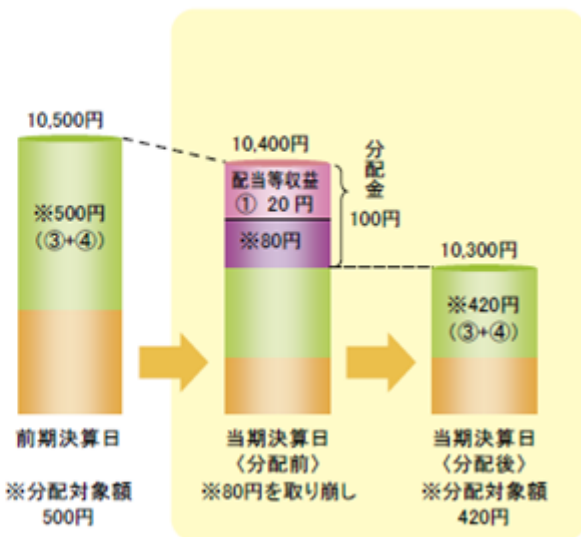 10,500円
※500円
(③+④)
前期決算日
※分配対象額
500円
10,400円
配当等収益
① 20円
※80円
分配金
100円
当期決算日
〈分配前〉
※80円を取り崩し
10,300円
※420円
(③+④)
当期決算日
〈分配後〉
※分配対象額
420円